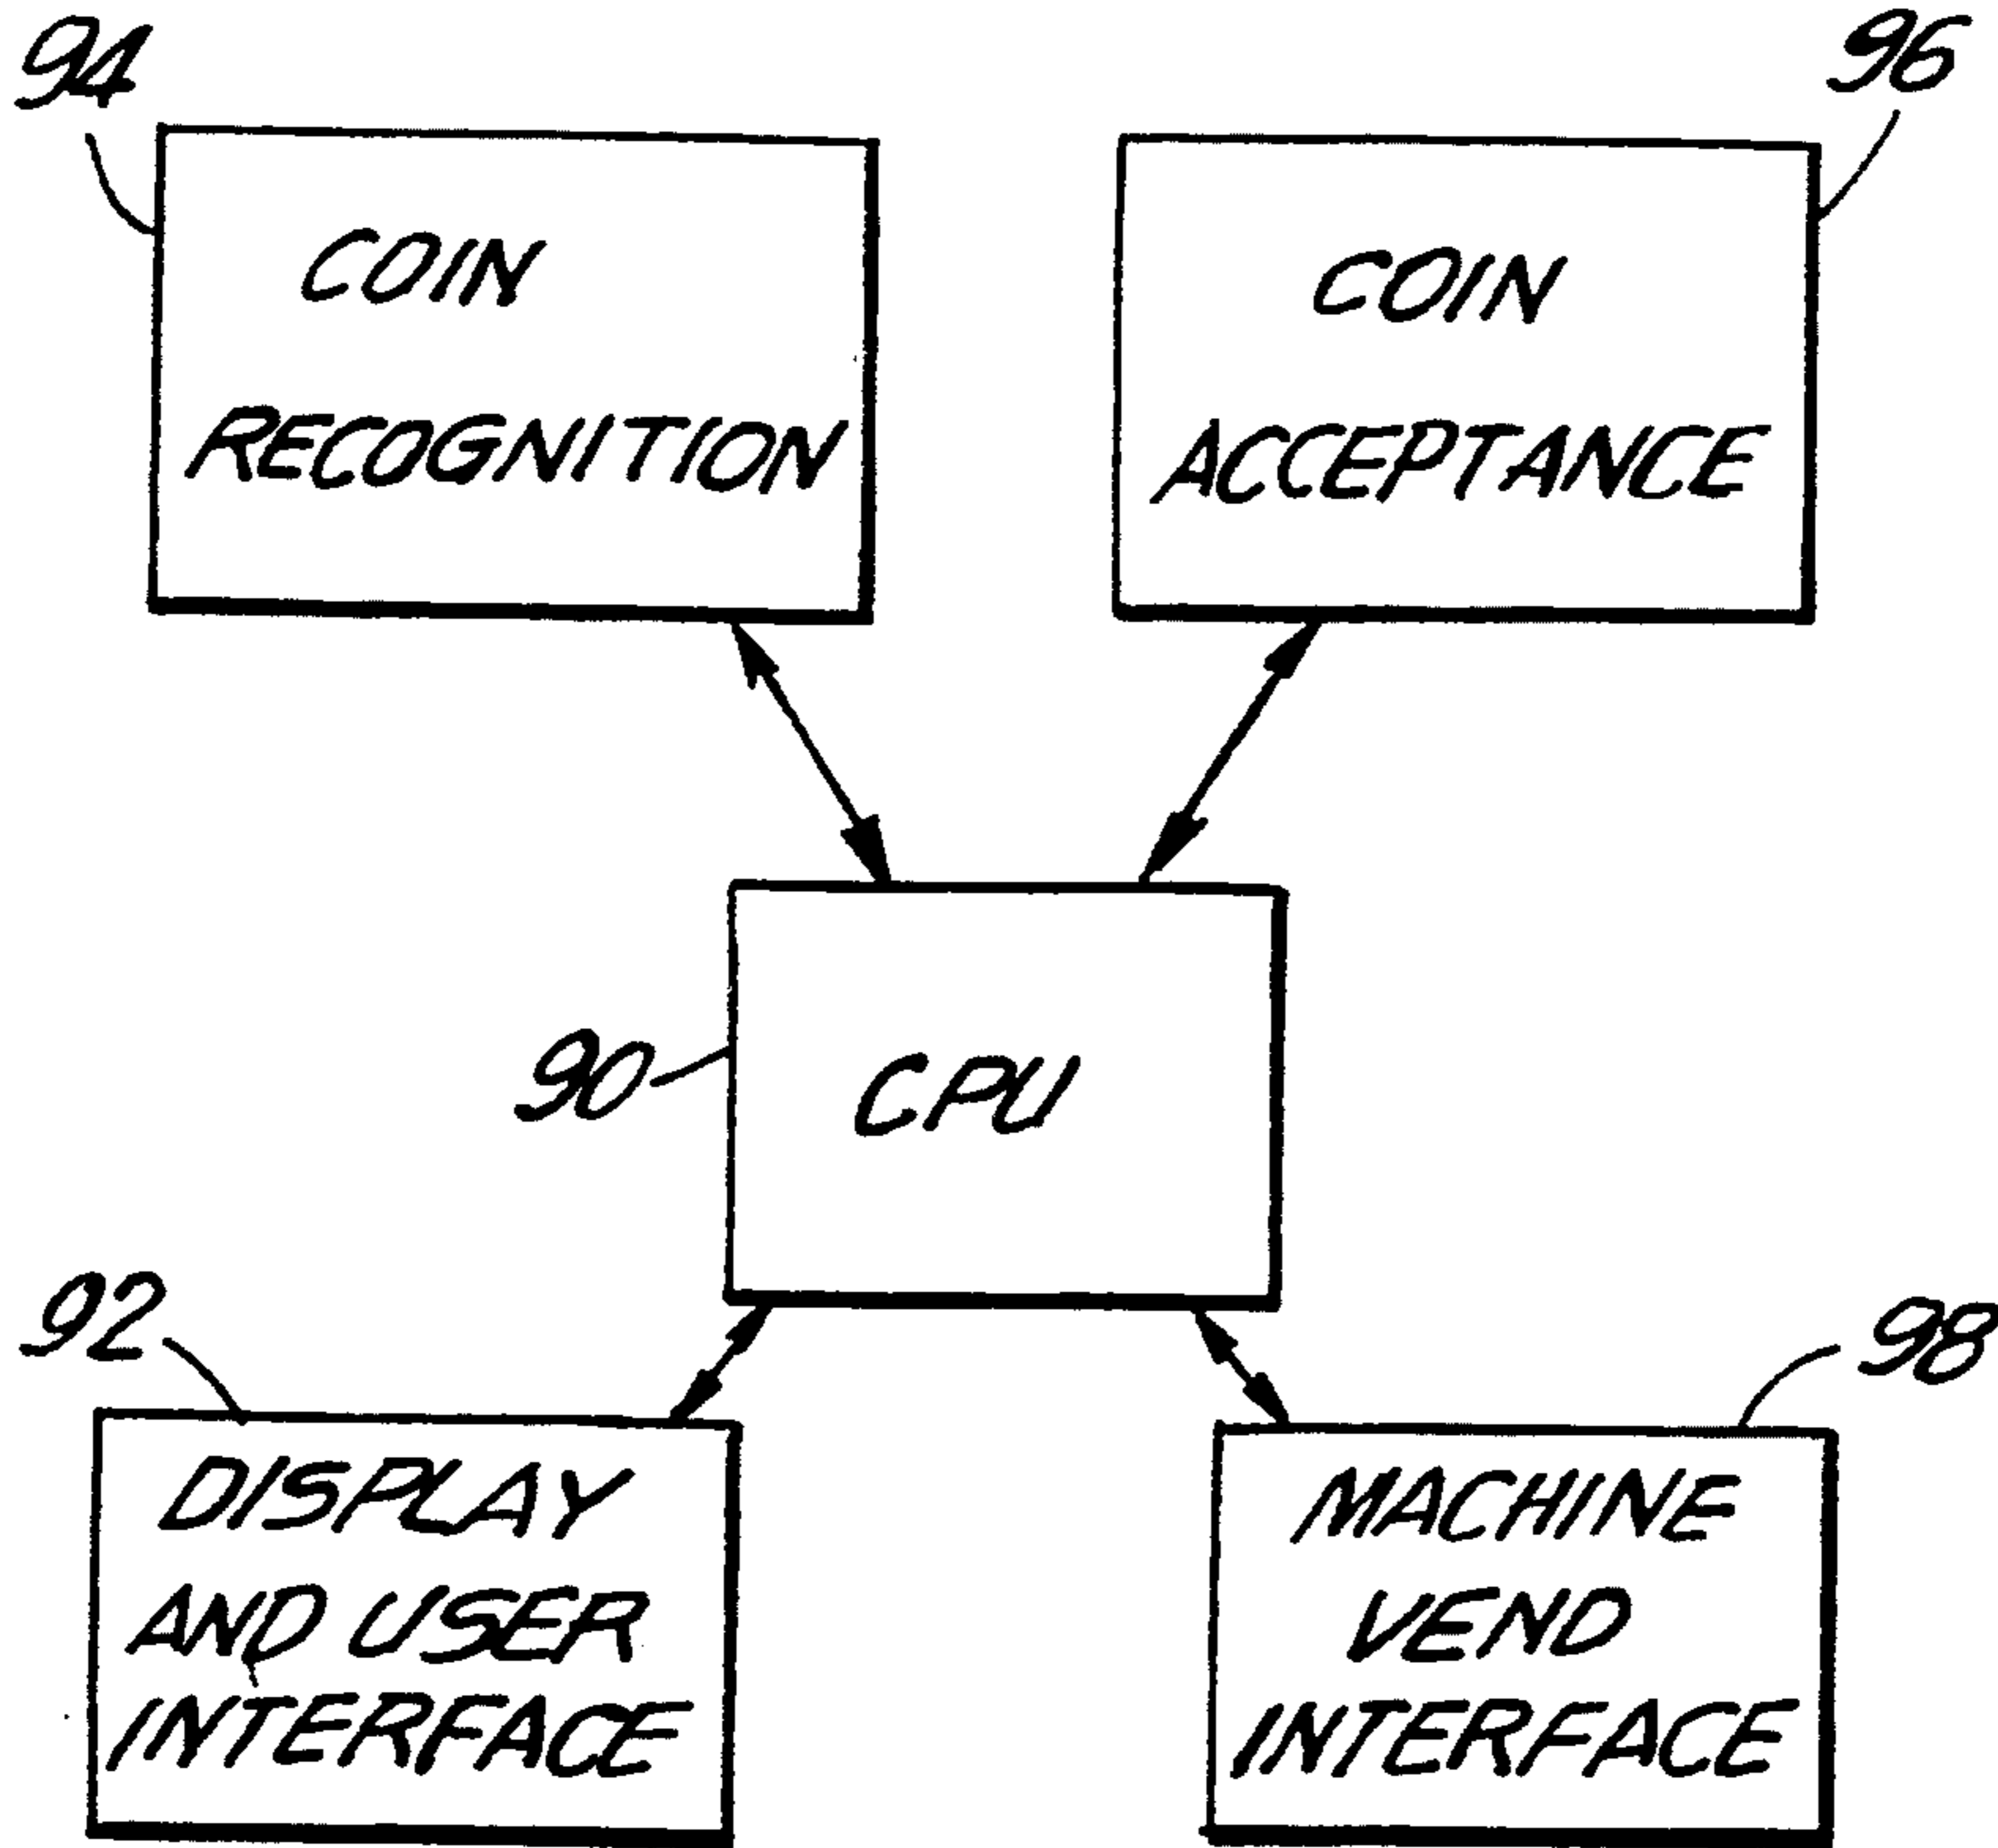 94
96
COIN
RECOGNITION
COIN
ACCEPTANCE
90
CPU
92
98
DISPLAY
AND USER
INTERFACE
MACHINE
VEND
INTERFACE